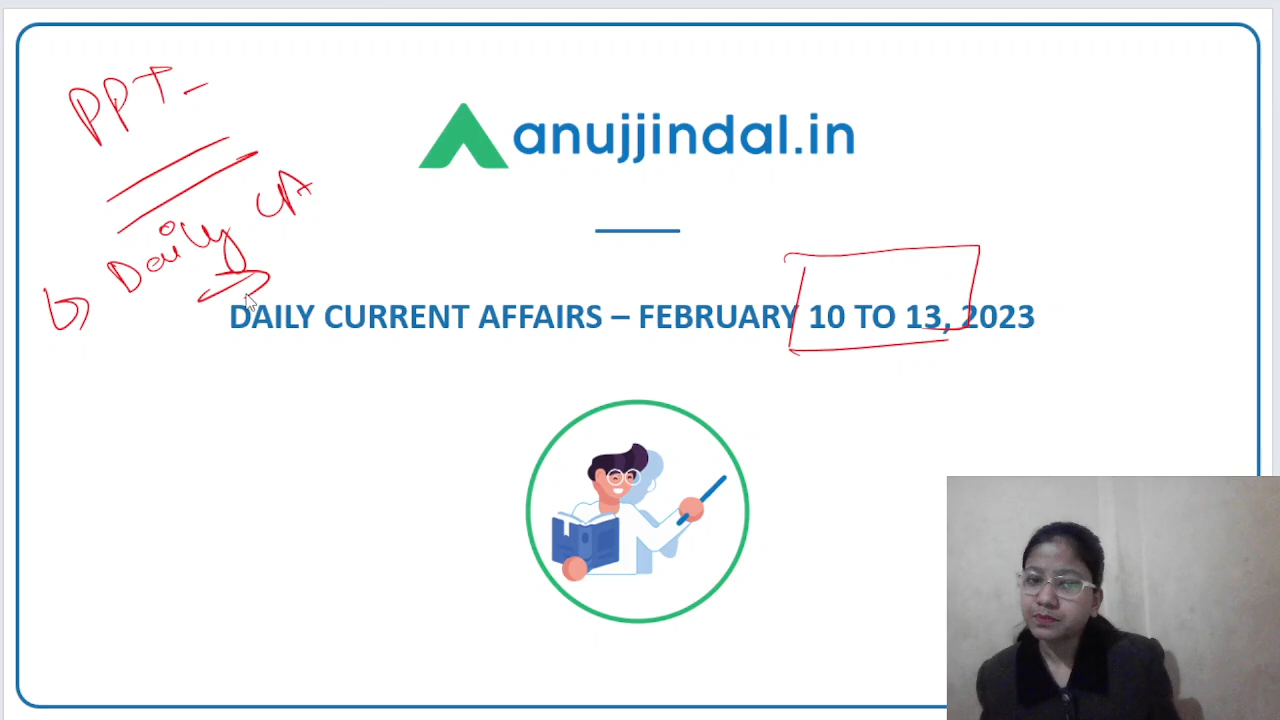 PPT -
anujjindal.in
Daily CA
b)
DAILY CURRENT AFFAIRS – FEBRUARY 10 TO 13, 2023